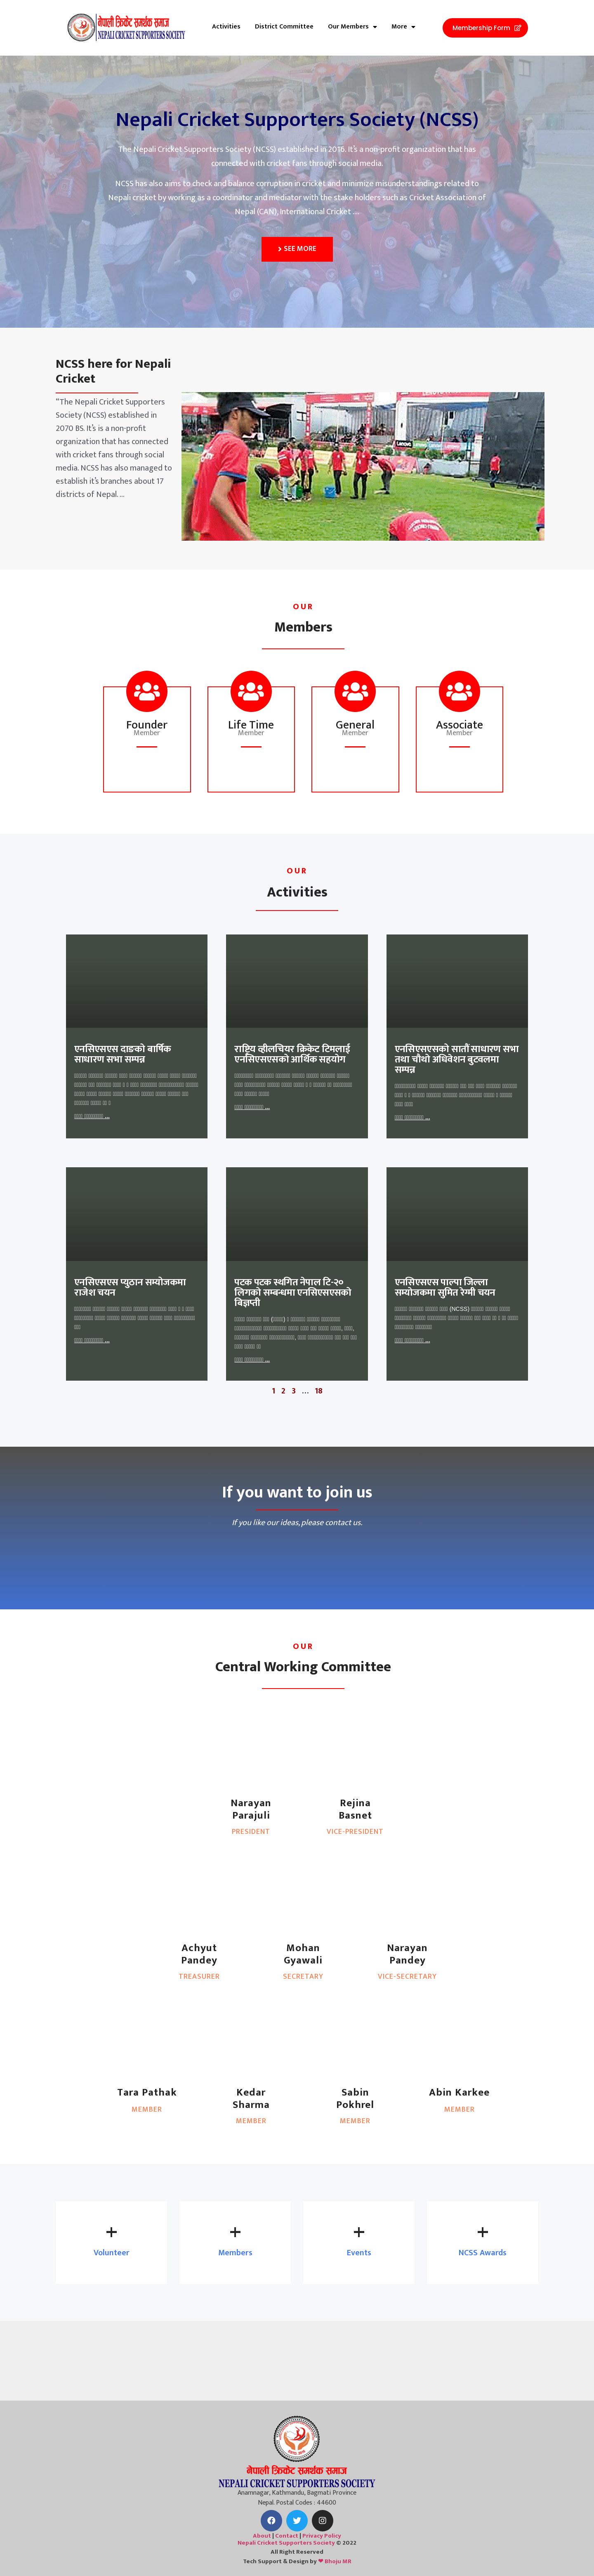 नेपाली क्रिकेट समर्थक समाज
NEPALI CRICKET SUPPORTERS SOCIETY
Activities
District Committee
Our Members
More
Membership Form
Nepali Cricket Supporters Society (NCSS)
The Nepali Cricket Supporters Society (NCSS) established in 2016. It's a non-profit organization that has
connected with cricket fans through social media.
NCSS has also aims to check and balance corruption in cricket and minimize misunderstandings related to
Nepali cricket by working as a coordinator and mediator with the stake holders such as Cricket Association of
Nepal (CAN), International Cricket ....
SEE MORE
NCSS here for Nepali
Cricket
"The Nepali Cricket Supporters
Society (NCSS) established in
2070 BS. It's is a non-profit
organization that has connected
with cricket fans through social
media. NCSS has also managed to
establish it's branches about 17
districts of Nepal. ...
Lenovo
OUR
Members
Founder
Member
Life Time
Member
General
Member
Associate
Member
OUR
Activities
एनसिएसएस दाङको बार्षिक
साधारण सभा सम्पन्न
राष्ट्रिय व्हीलचियर क्रिकेट टिमलाई
एनसिएसएसको आर्थिक सहयोग
एनसिएसएसको सातौं साधारण सभा
तथा चौथो अधिवेशन बुटवलमा
सम्पन्न
एनसिएसएस प्युठान सम्योजकमा
राजेश चयन
पटक पटक स्थगित नेपाल टि-२०
लिगको सम्बन्धमा एनसिएसएसको
बिज्ञप्ती
एनसिएसएस पाल्पा जिल्ला
सम्योजकमा सुमित रेग्मी चयन
(NCSS)
1 2 3 … 18
If you want to join us
If you like our ideas, please contact us.
OUR
Central Working Committee
Narayan
Parajuli
PRESIDENT
Rejina
Basnet
VICE-PRESIDENT
Achyut
Pandey
TREASURER
Mohan
Gyawali
SECRETARY
Narayan
Pandey
VICE-SECRETARY
Tara Pathak
MEMBER
Kedar
Sharma
MEMBER
Sabin
Pokhrel
MEMBER
Abin Karkee
MEMBER
Volunteer
Members
Events
NCSS Awards
नेपाली क्रिकेट समर्थक समाज
NEPALI CRICKET SUPPORTERS SOCIETY
Anamnagar, Kathmandu, Bagmati Province
Nepal. Postal Codes : 44600
About | Contact | Privacy Policy
Nepali Cricket Supporters Society © 2022
All Right Reserved
Tech Support & Design by ❤ Bhoju MR